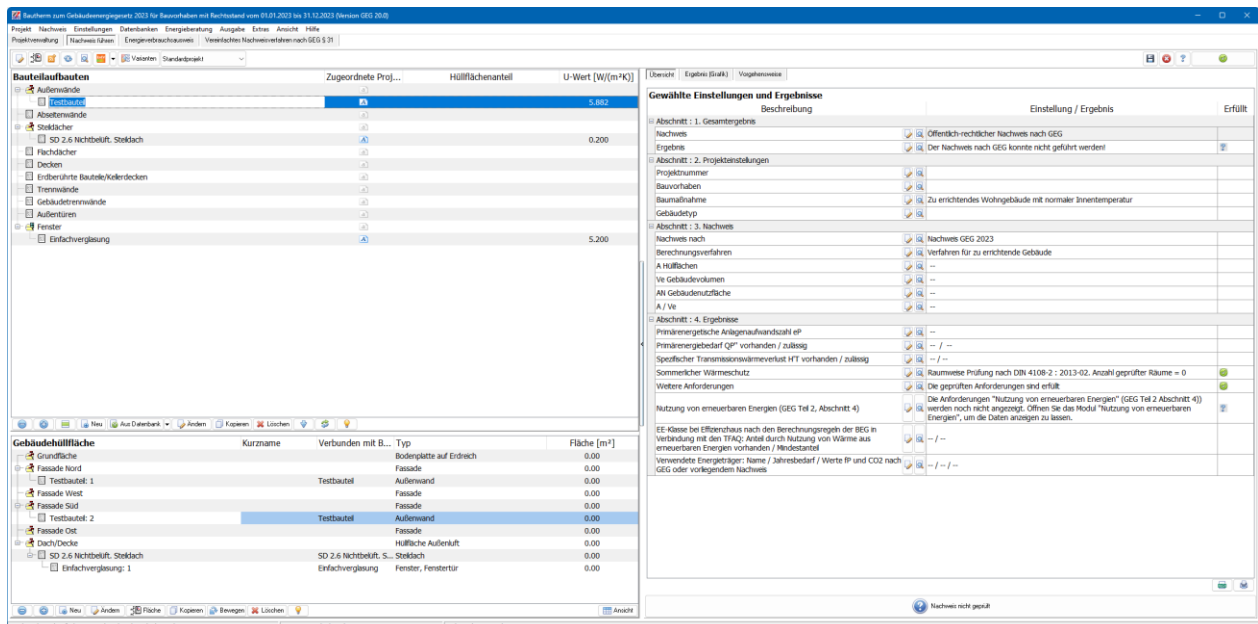 Bautherm zum Gebäudeenergiegesetz 2023 für Bauvorhaben mit Rechtsstand vom 01.01.2023 bis 31.12.2023 (Version GEG 20.0)
Projekt Nachweis Einstellungen Datenbanken Energieberatung Ausgabe Extras Ansicht Hilfe
Projektverwaltung Nachweis führen Energieverbrauchsausweis Vereinfachtes Nachweisverfahren nach GEG § 31
Varianten Standardprojekt
Bauteilaufbauten Zugeordnete Proj... Hüllflächenanteil U-Wert [W/(m²K)]
Außenwände
Testbauteil 5.882
Abseitenwände
Steildächer
SD 2.6 Nichtbelüft. Steildach 0.200
Flachdächer
Decken
Erdberührte Bauteile/Kellerdecken
Trennwände
Gebäudetrennwände
Außentüren
Fenster
Einfachverglasung 5.200
Neu Aus Datenbank Ändern Kopieren Löschen
Gebäudehüllfläche Kurzname Verbunden mit B... Typ Fläche [m²]
Grundfläche Bodenplatte auf Erdreich 0.00
Fassade Nord Fassade 0.00
Testbauteil: 1 Testbauteil Außenwand 0.00
Fassade West Fassade 0.00
Fassade Süd Fassade 0.00
Testbauteil: 2 Testbauteil Außenwand 0.00
Fassade Ost Fassade 0.00
Dach/Decke Hüllfläche Außenluft 0.00
SD 2.6 Nichtbelüft. Steildach SD 2.6 Nichtbelüft. S... Steildach 0.00
Einfachverglasung: 1 Einfachverglasung Fenster, Fenstertür 0.00
Neu Ändern Fläche Kopieren Bewegen Löschen Ansicht
Übersicht Ergebnis (Grafik) Vorgehensweise
Gewählte Einstellungen und Ergebnisse
Beschreibung Einstellung / Ergebnis Erfüllt
Abschnitt : 1. Gesamtergebnis
Nachweis Öffentlich-rechtlicher Nachweis nach GEG
Ergebnis Der Nachweis nach GEG konnte nicht geführt werden!
Abschnitt : 2. Projekteinstellungen
Projektnummer
Bauvorhaben
Baumaßnahme Zu errichtendes Wohngebäude mit normaler Innentemperatur
Gebäudetyp
Abschnitt : 3. Nachweis
Nachweis nach Nachweis GEG 2023
Berechnungsverfahren Verfahren für zu errichtende Gebäude
A Hüllflächen --
Ve Gebäudevolumen --
AN Gebäudenutzfläche --
A / Ve --
Abschnitt : 4. Ergebnisse
Primärenergetische Anlagenaufwandszahl eP --
Primärenergiebedarf QP" vorhanden / zulässig -- / --
Spezifischer Transmissionswärmeverlust H'T vorhanden / zulässig -- / --
Sommerlicher Wärmeschutz Raumweise Prüfung nach DIN 4108-2 : 2013-02. Anzahl geprüfter Räume = 0
Weitere Anforderungen Die geprüften Anforderungen sind erfüllt
Nutzung von erneuerbaren Energien (GEG Teil 2, Abschnitt 4) Die Anforderungen "Nutzung von erneuerbaren Energien" (GEG Teil 2 Abschnitt 4))
werden noch nicht angezeigt. Öffnen Sie das Modul "Nutzung von erneuerbaren
Energien", um die Daten anzeigen zu lassen.
EE-Klasse bei Effizienzhaus nach den Berechnungsregeln der BEG in
Verbindung mit den TFAQ: Anteil durch Nutzung von Wärme aus
erneuerbaren Energien vorhanden / Mindestanteil -- / --
Verwendete Energieträger: Name / Jahresbedarf / Werte fP und CO2 nach
GEG oder vorliegendem Nachweis -- / -- / --
Nachweis nicht geprüft